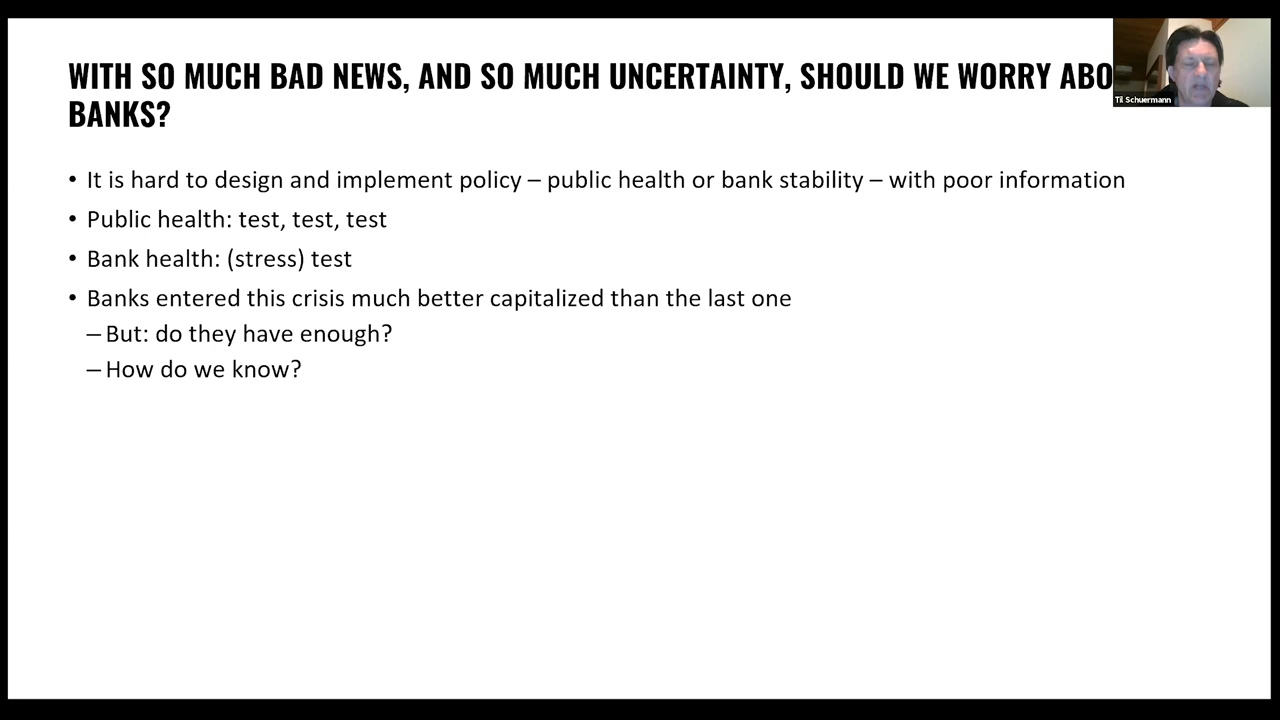 WITH SO MUCH BAD NEWS, AND SO MUCH UNCERTAINTY, SHOULD WE WORRY ABO
BANKS?
Til Schuermann
• It is hard to design and implement policy – public health or bank stability – with poor information
• Public health: test, test, test
• Bank health: (stress) test
• Banks entered this crisis much better capitalized than the last one
– But: do they have enough?
– How do we know?